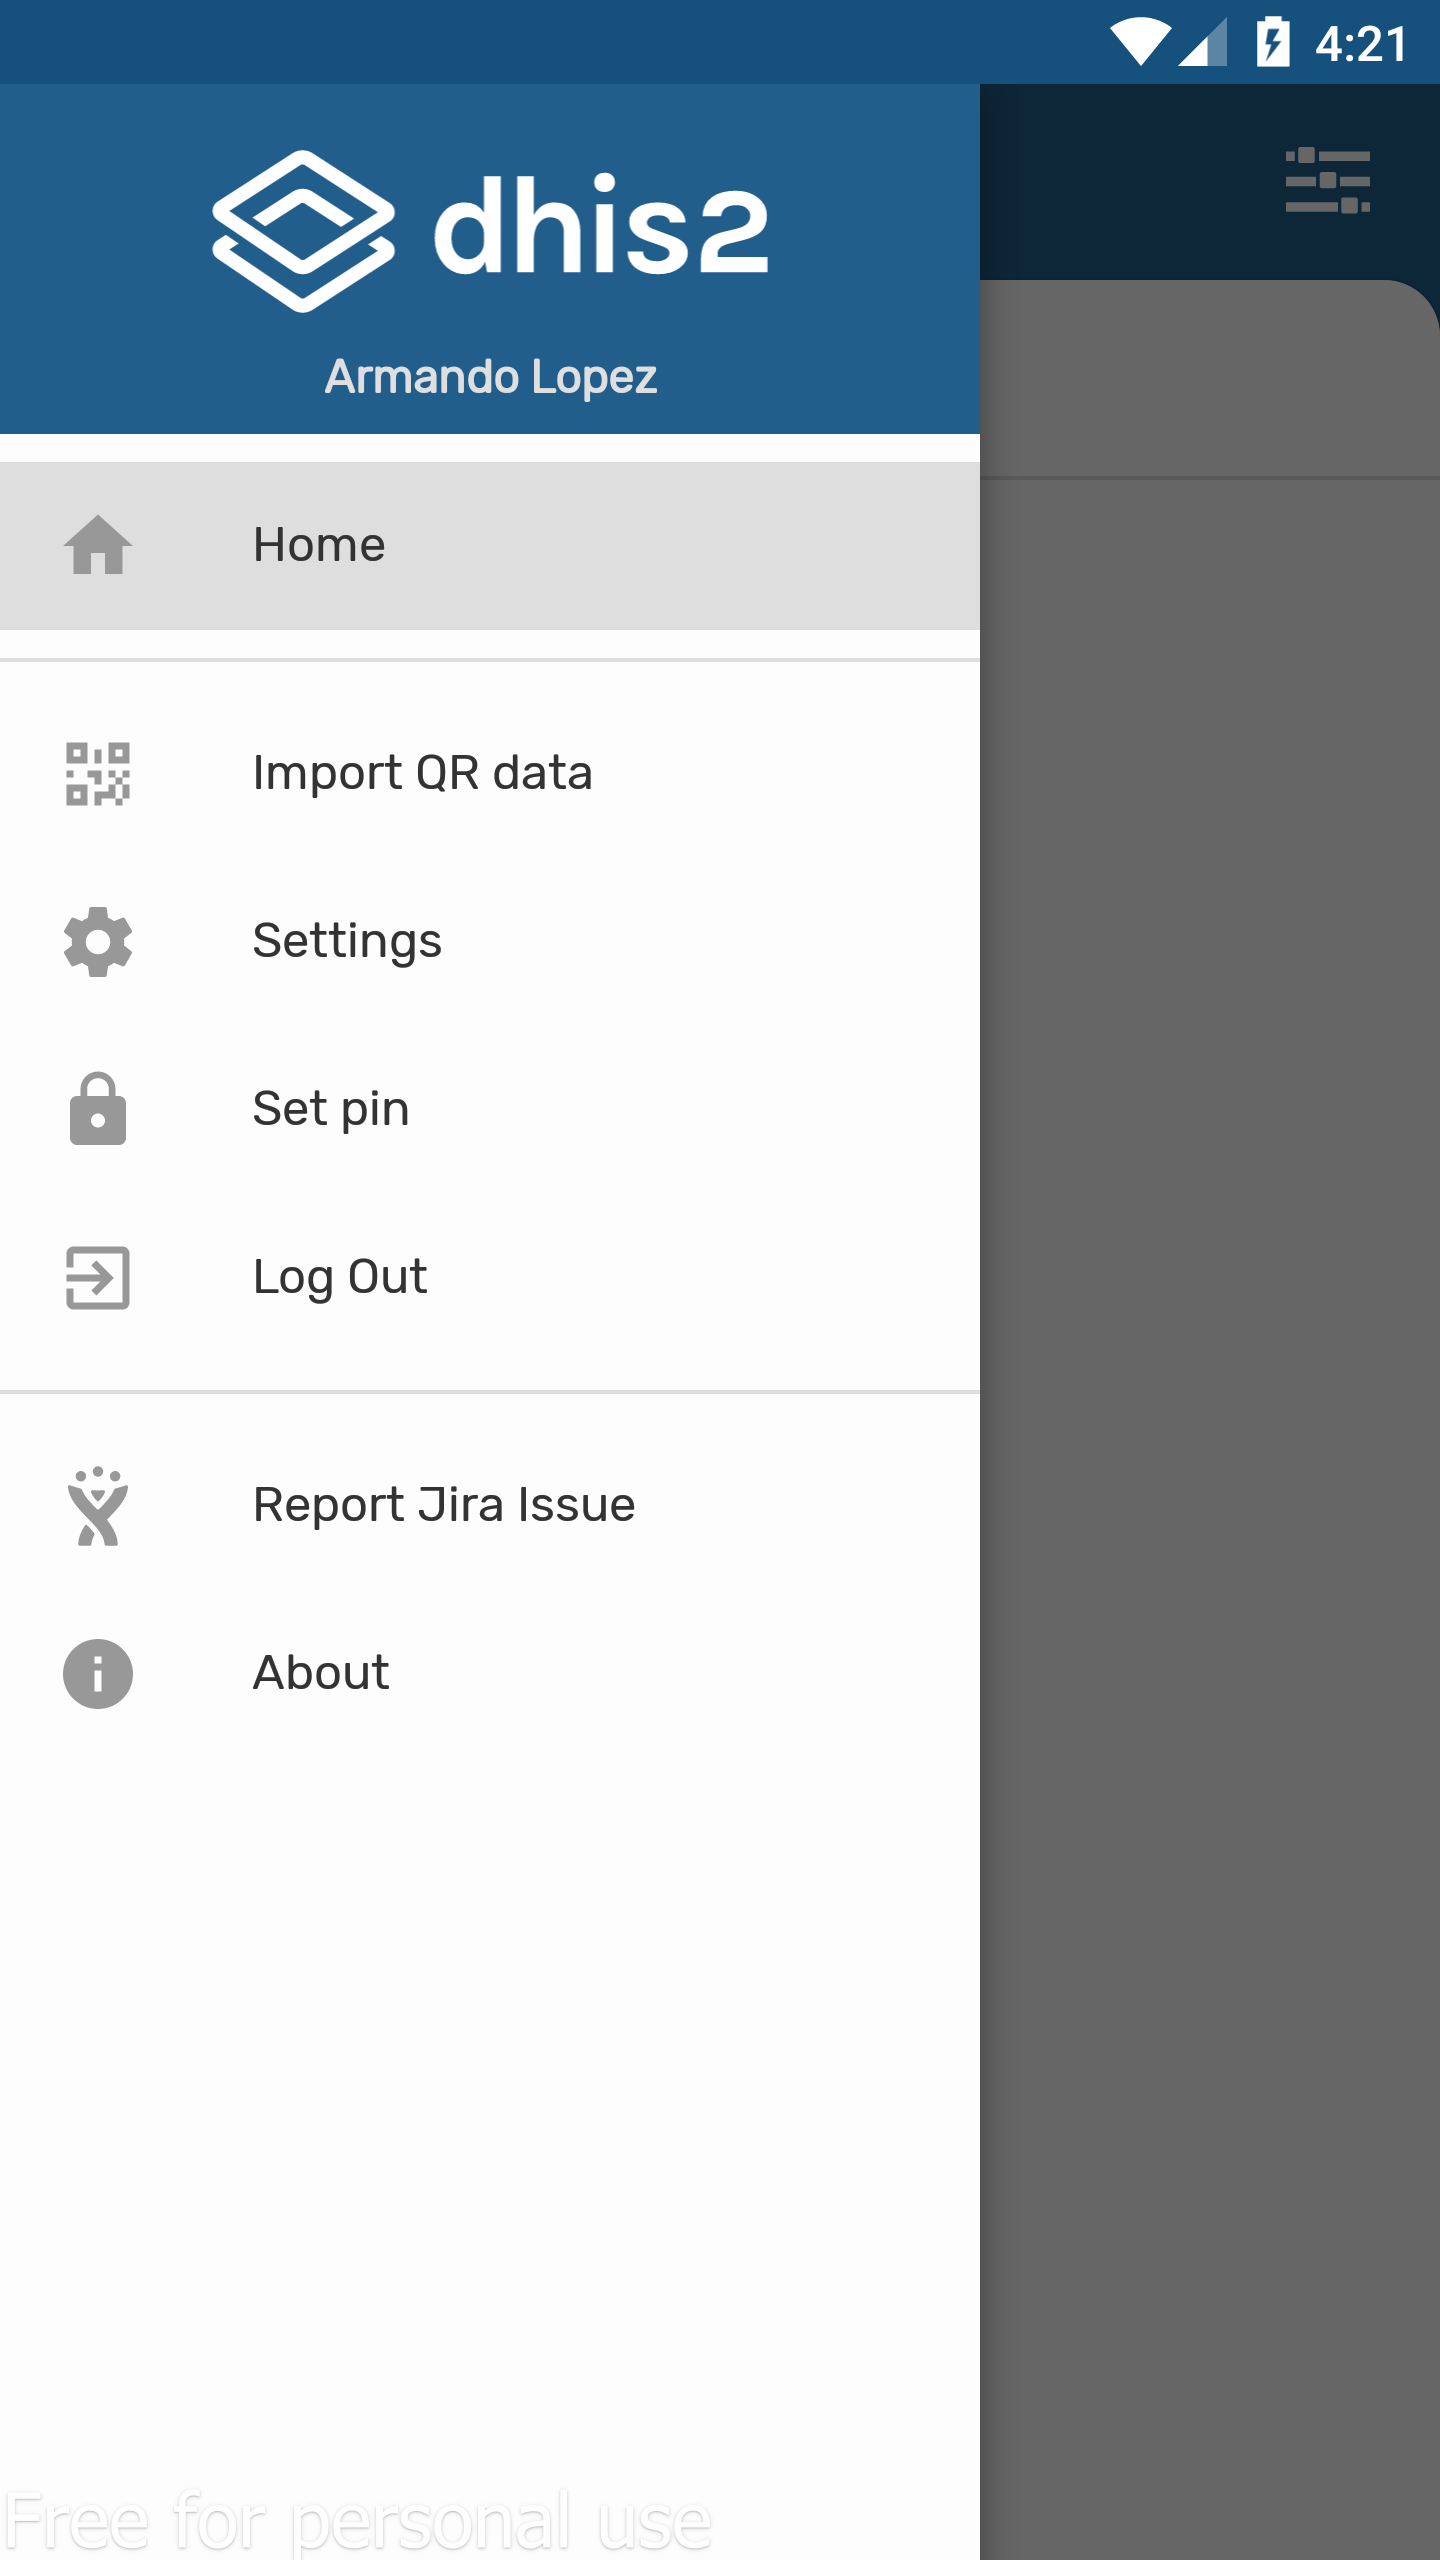 4:21
dhis2
Armando Lopez
Home
Import QR data
Settings
Set pin
Log Out
Report Jira Issue
About
Free for personal use